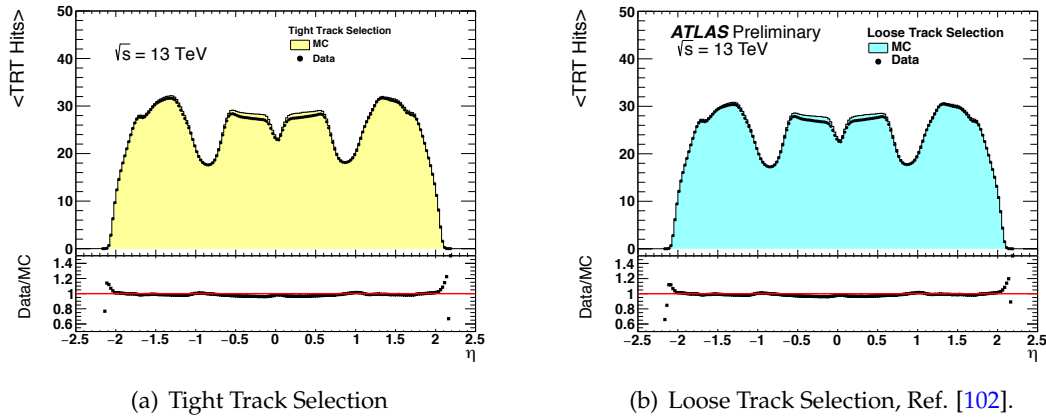 <TRT Hits>
50
40
30
20
10
0
√s = 13 TeV
Tight Track Selection
MC
Data
Data/MC
1.4
1.2
1
0.8
0.6
−2.5 −2 −1.5 −1 −0.5 0 0.5 1 1.5 2 2.5
η
(a) Tight Track Selection
<TRT Hits>
50
40
30
20
10
0
ATLAS Preliminary
√s = 13 TeV
Loose Track Selection
MC
Data
Data/MC
1.4
1.2
1
0.8
0.6
−2.5 −2 −1.5 −1 −0.5 0 0.5 1 1.5 2 2.5
η
(b) Loose Track Selection, Ref. [102].